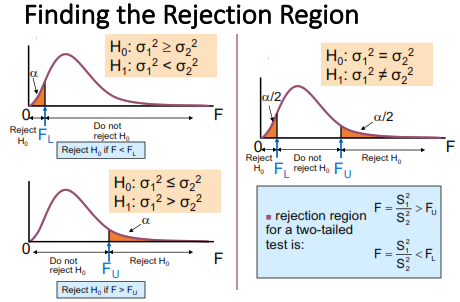 Finding the Rejection Region
H₀: σ₁² ≥ σ₂²
H₁: σ₁² < σ₂²
α
0
F
Reject H₀
F_L
Do not reject H₀
Reject H₀ if F < F_L
H₀: σ₁² ≤ σ₂²
H₁: σ₁² > σ₂²
α
0
F
Do not reject H₀
F_U
Reject H₀
Reject H₀ if F > F_U
H₀: σ₁² = σ₂²
H₁: σ₁² ≠ σ₂²
α/2
α/2
0
F
Reject H₀
F_L
Do not reject H₀
F_U
Reject H₀
▪ rejection region
for a two-tailed
test is:
F = S₁²/S₂² > F_U
F = S₁²/S₂² < F_L